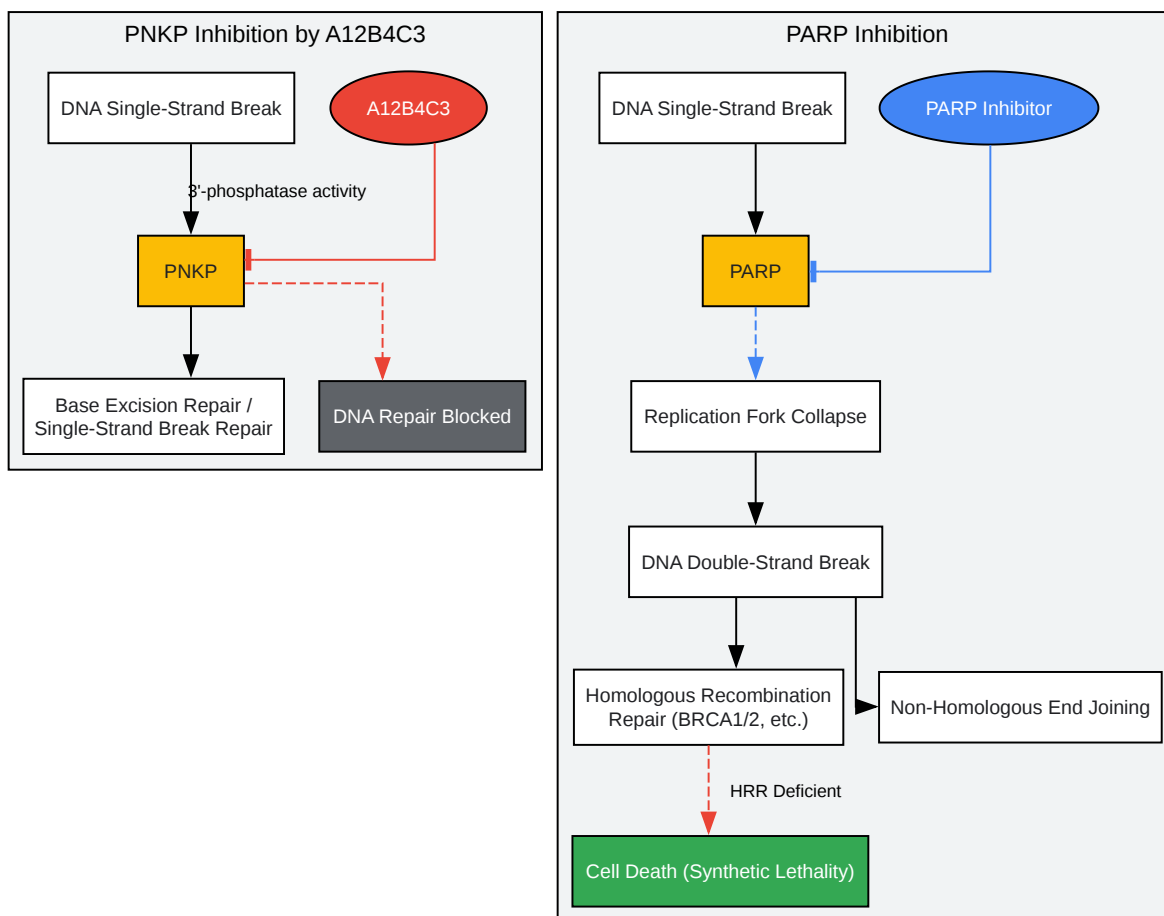 PNKP Inhibition by A12B4C3
DNA Single-Strand Break
A12B4C3
3'-phosphatase activity
PNKP
Base Excision Repair /
Single-Strand Break Repair
DNA Repair Blocked
PARP Inhibition
DNA Single-Strand Break
PARP Inhibitor
PARP
Replication Fork Collapse
DNA Double-Strand Break
Homologous Recombination
Repair (BRCA1/2, etc.)
Non-Homologous End Joining
HRR Deficient
Cell Death (Synthetic Lethality)